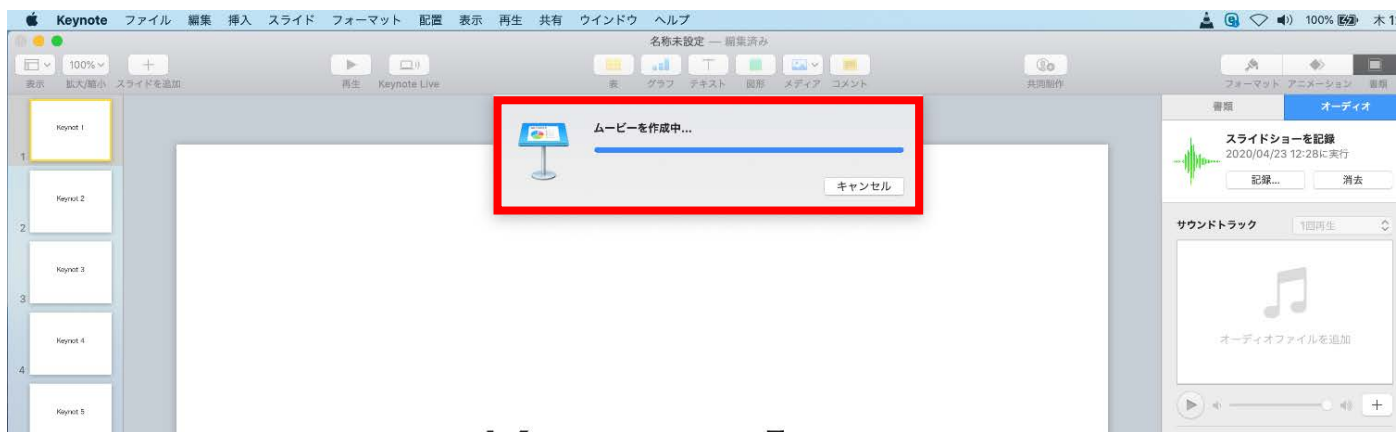 Keynote ファイル 編集 挿入 スライド フォーマット 配置 表示 再生 共有 ウインドウ ヘルプ 100% 木 1
名称未設定 — 編集済み
100%
表示 拡大/縮小 スライドを追加 再生 Keynote Live 表 グラフ テキスト 図形 メディア コメント 共同制作 フォーマット アニメーション 書類
書類 オーディオ
ムービーを作成中...
キャンセル
スライドショーを記録
2020/04/23 12:28に実行
記録... 消去
サウンドトラック 1回再生
オーディオファイルを追加
Keynot 1
1
Keynot 2
2
Keynot 3
3
Keynot 4
4
Keynot 5